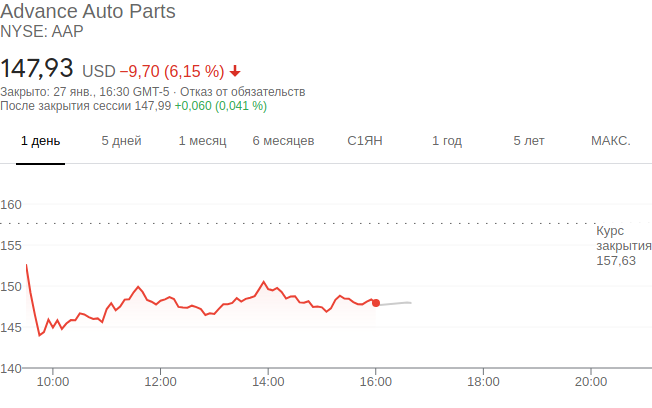 Advance Auto Parts
NYSE: AAP
147,93 USD −9,70 (6,15 %)
Закрыто: 27 янв., 16:30 GMT-5 · Отказ от обязательств
После закрытия сессии 147,99 +0,060 (0,041 %)
1 день 5 дней 1 месяц 6 месяцев С1ЯН 1 год 5 лет МАКС.
160
Курс
155 закрытия
157,63
150
145
140
10:00 12:00 14:00 16:00 18:00 20:00